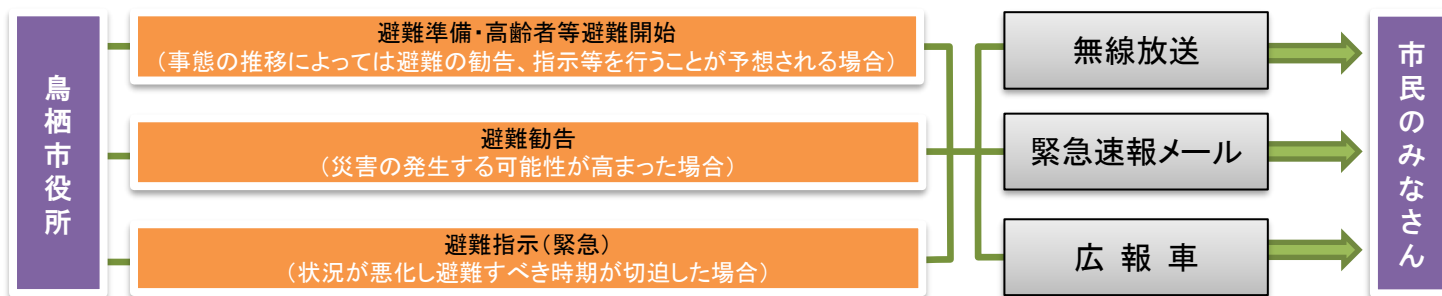 鳥栖市役所
避難準備・高齢者等避難開始
（事態の推移によっては避難の勧告、指示等を行うことが予想される場合）
避難勧告
（災害の発生する可能性が高まった場合）
避難指示（緊急）
（状況が悪化し避難すべき時期が切迫した場合）
無線放送
緊急速報メール
広 報 車
市民のみなさん